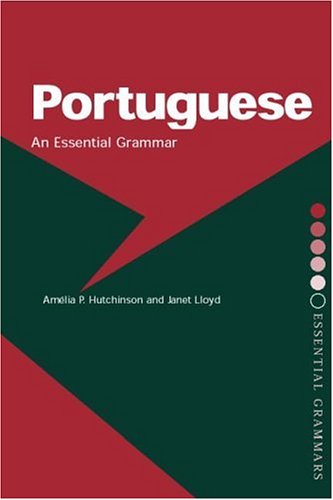 Portuguese
An Essential Grammar
Amélia P. Hutchinson and Janet Lloyd
ESSENTIAL GRAMMARS